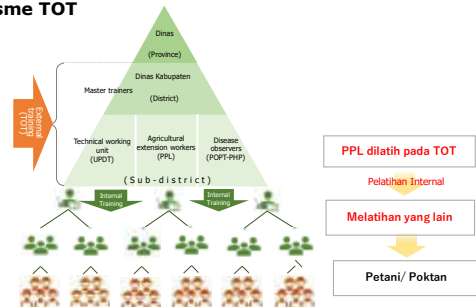 sme TOT
Dinas
(Province)
Dinas Kabupaten
Master trainers
(District)
External
training
(TOT)
Technical working
unit
(UPDT)
Agricultural
extension workers
(PPL)
Disease
observers
(POPT-PHP)
(Sub-district)
Internal
Training
Internal
Training
PPL dilatih pada TOT
Pelatihan Internal
Melatihan yang lain
Petani/ Poktan